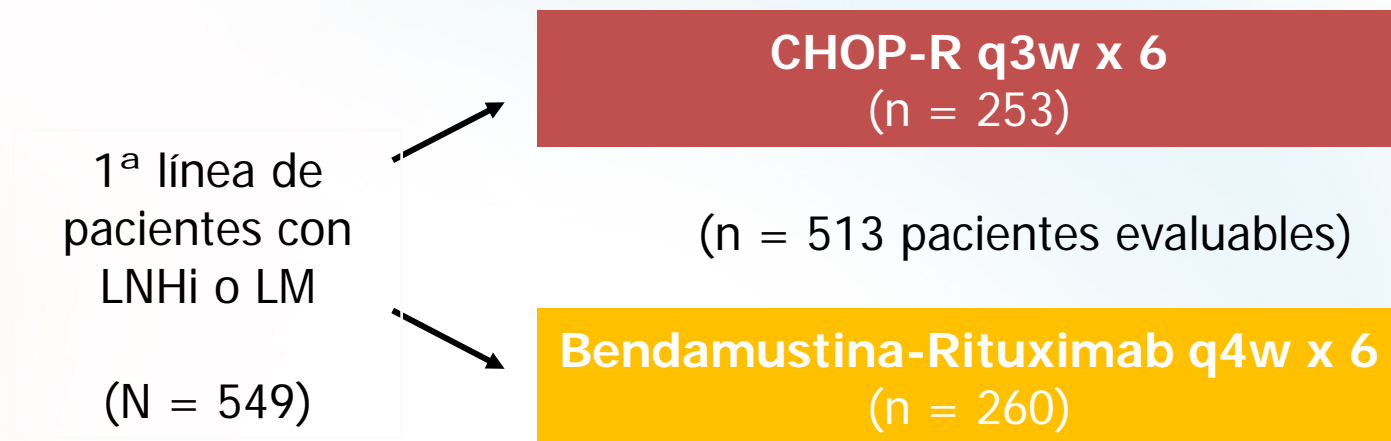 1ª línea de
pacientes con
LNHi o LM
(N = 549)
CHOP-R q3w x 6
(n = 253)
(n = 513 pacientes evaluables)
Bendamustina-Rituximab q4w x 6
(n = 260)